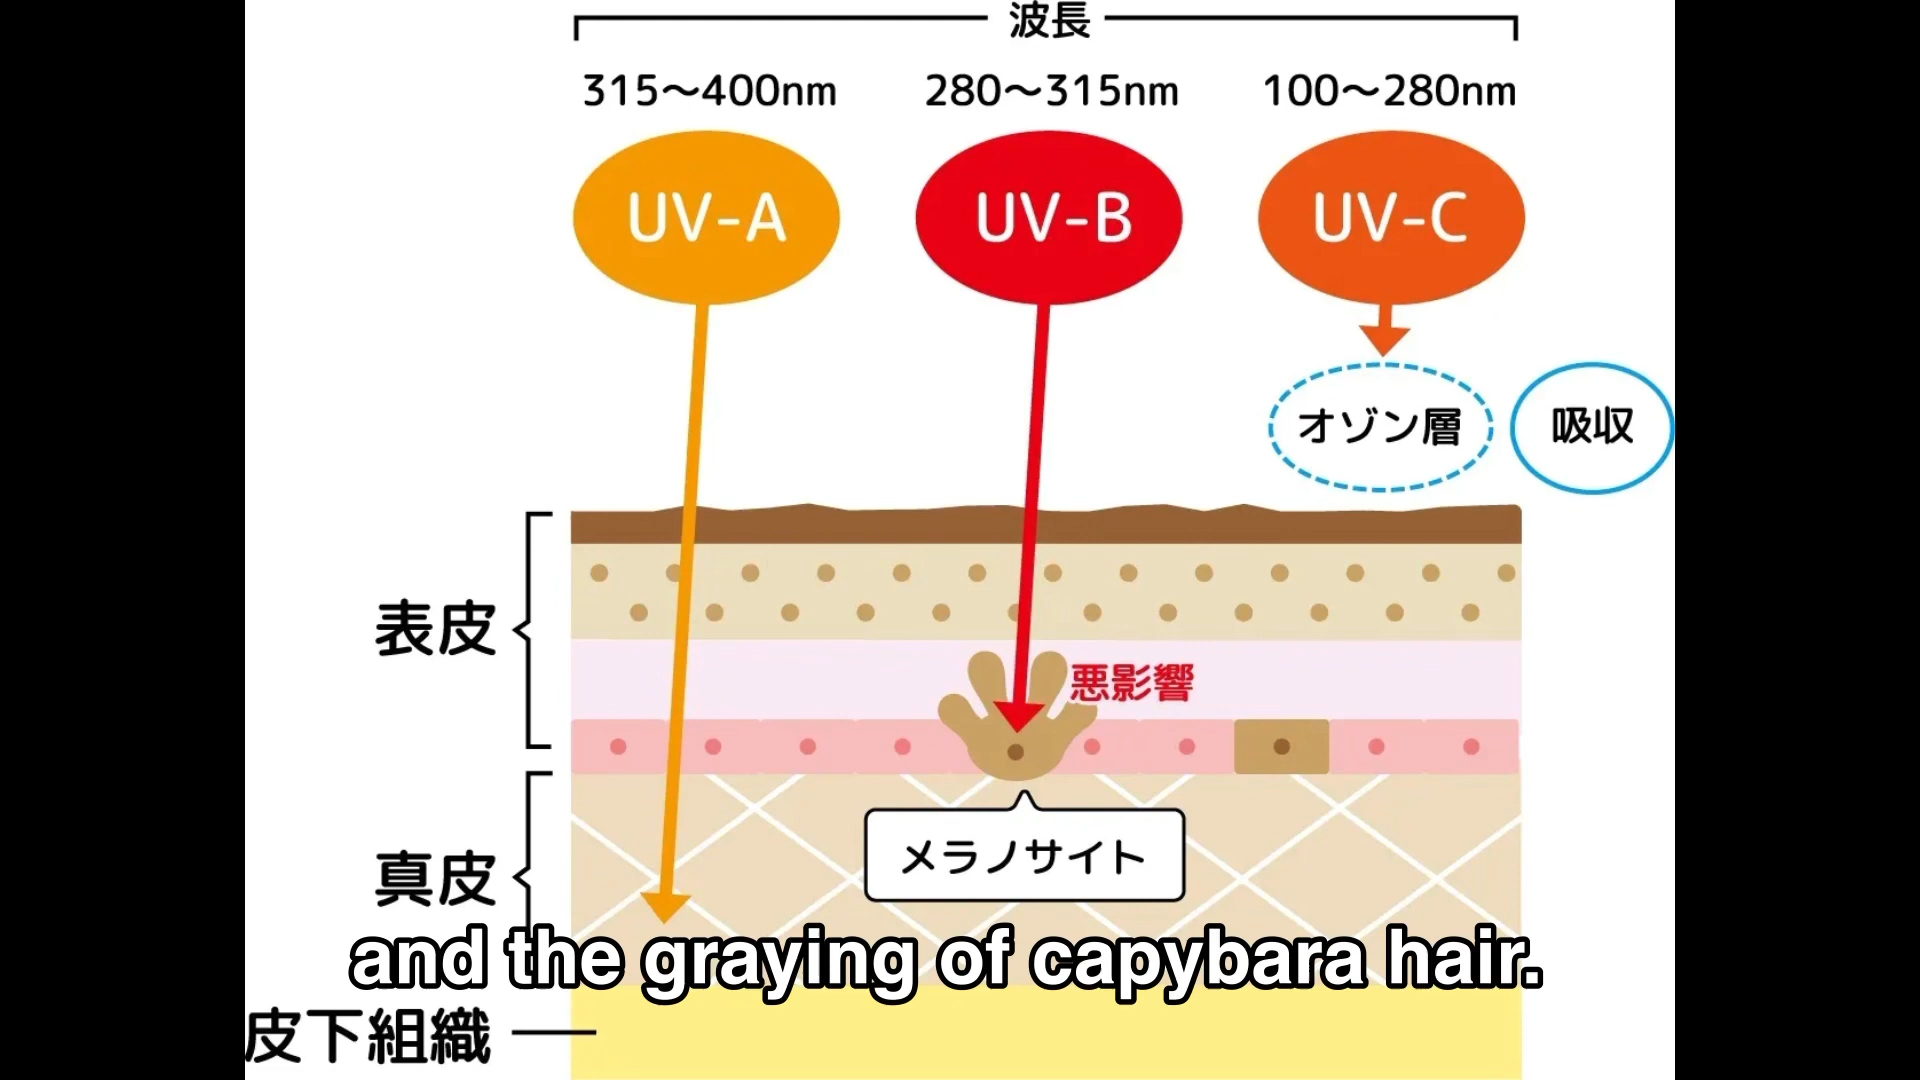 波長
315～400nm
280～315nm
100～280nm
UV-A
UV-B
UV-C
オゾン層
吸収
表皮
悪影響
メラノサイト
真皮
and the graying of capybara hair.
皮下組織